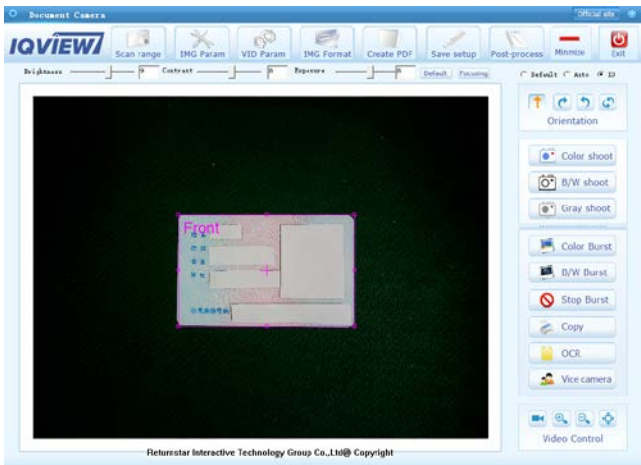 Document Camera
Official site
IQVIEW
Scan range
IMG Param
VID Param
IMG Format
Create PDF
Save setup
Post-process
Minmize
Exit
Brightness
Contrast
Exposure
Default
Focusing
Default
Auto
ID
Orientation
Front
Color shoot
B/W shoot
Gray shoot
Color Burst
B/W Burst
Stop Burst
Copy
OCR
Vice camera
Video Control
Returnstar Interactive Technology Group Co.,Ltd@ Copyright